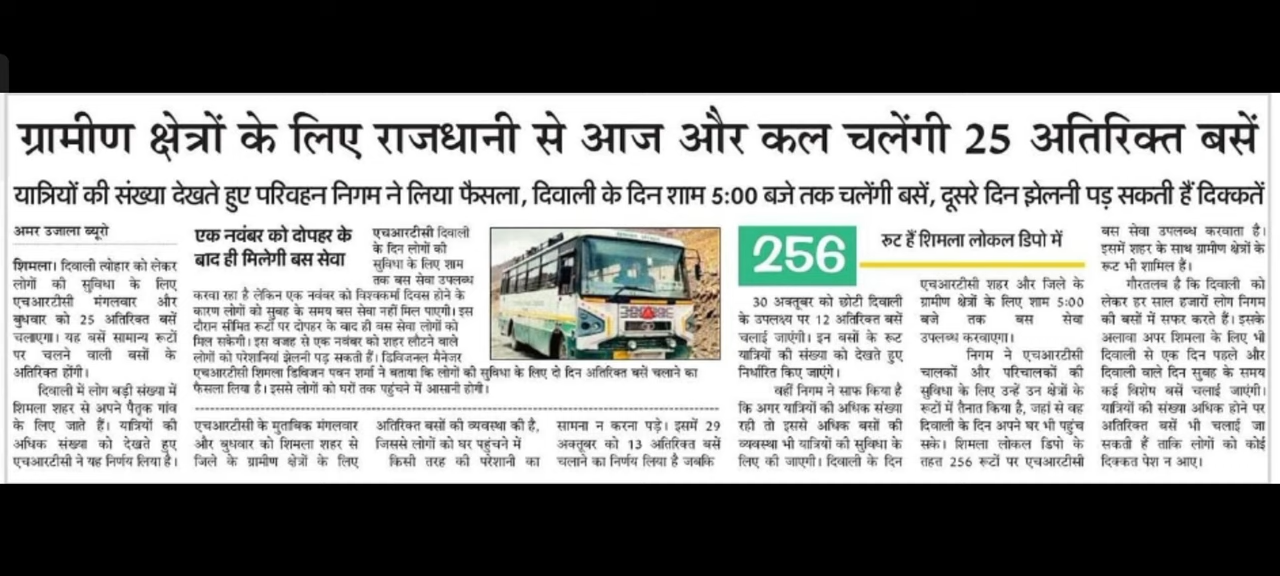 ग्रामीण क्षेत्रों के लिए राजधानी से आज और कल चलेंगी 25 अतिरिक्त बसें
यात्रियों की संख्या देखते हुए परिवहन निगम ने लिया फैसला, दिवाली के दिन शाम 5:00 बजे तक चलेंगी बसें, दूसरे दिन झेलनी पड़ सकती हैं दिक्कतें
अमर उजाला ब्यूरो
शिमला। दिवाली त्योहार को लेकर
लोगों की सुविधा के लिए
एचआरटीसी मंगलवार और
बुधवार को 25 अतिरिक्त बसें
चलाएगा। यह बसें सामान्य रूटों
पर चलने वाली बसों के
अतिरिक्त होंगी।
दिवाली में लोग बड़ी संख्या में
शिमला शहर से अपने पैतृक गांव
के लिए जाते हैं। यात्रियों की
अधिक संख्या को देखते हुए
एचआरटीसी ने यह निर्णय लिया है।
एक नवंबर को दोपहर के
बाद ही मिलेगी बस सेवा
एचआरटीसी दिवाली
के दिन लोगों की
सुविधा के लिए शाम
तक बस सेवा उपलब्ध
करवा रहा है लेकिन एक नवंबर को विश्वकर्मा दिवस होने के
कारण लोगों को सुबह के समय बस सेवा नहीं मिल पाएगी। इस
दौरान सीमित रूटों पर दोपहर के बाद ही बस सेवा लोगों को
मिल सकेगी। इस वजह से एक नवंबर को शहर लौटने वाले
लोगों को परेशानियां झेलनी पड़ सकती हैं। डिविजनल मैनेजर
एचआरटीसी शिमला डिविजन पवन शर्मा ने बताया कि लोगों की सुविधा के लिए दो दिन अतिरिक्त बसें चलाने का
फैसला लिया है। इससे लोगों को घरों तक पहुंचने में आसानी होगी।
एचआरटीसी के मुताबिक मंगलवार
और बुधवार को शिमला शहर से
जिले के ग्रामीण क्षेत्रों के लिए
अतिरिक्त बसों की व्यवस्था की है,
जिससे लोगों को घर पहुंचने में
किसी तरह की परेशानी का
सामना न करना पड़े। इसमें 29
अक्तूबर को 13 अतिरिक्त बसें
चलाने का निर्णय लिया है जबकि
256
रूट हैं शिमला लोकल डिपो में
30 अक्तूबर को छोटी दिवाली
के उपलक्ष्य पर 12 अतिरिक्त बसें
चलाई जाएंगी। इन बसों के रूट
यात्रियों की संख्या को देखते हुए
निर्धारित किए जाएंगे।
वहीं निगम ने साफ किया है
कि अगर यात्रियों की अधिक संख्या
रही तो इससे अधिक बसों की
व्यवस्था भी यात्रियों की सुविधा के
लिए की जाएगी। दिवाली के दिन
एचआरटीसी शहर और जिले के
ग्रामीण क्षेत्रों के लिए शाम 5:00
बजे तक बस सेवा
उपलब्ध करवाएगा।
निगम ने एचआरटीसी
चालकों और परिचालकों की
सुविधा के लिए उन्हें उन क्षेत्रों के
रूटों में तैनात किया है, जहां से वह
दिवाली के दिन अपने घर भी पहुंच
सके। शिमला लोकल डिपो के
तहत 256 रूटों पर एचआरटीसी
बस सेवा उपलब्ध करवाता है।
इसमें शहर के साथ ग्रामीण क्षेत्रों के
रूट भी शामिल हैं।
गौरतलब है कि दिवाली को
लेकर हर साल हजारों लोग निगम
की बसों में सफर करते हैं। इसके
अलावा अपर शिमला के लिए भी
दिवाली से एक दिन पहले और
दिवाली वाले दिन सुबह के समय
कई विशेष बसें चलाई जाएंगी।
यात्रियों की संख्या अधिक होने पर
अतिरिक्त बसें भी चलाई जा
सकती हैं ताकि लोगों को कोई
दिक्कत पेश न आए।